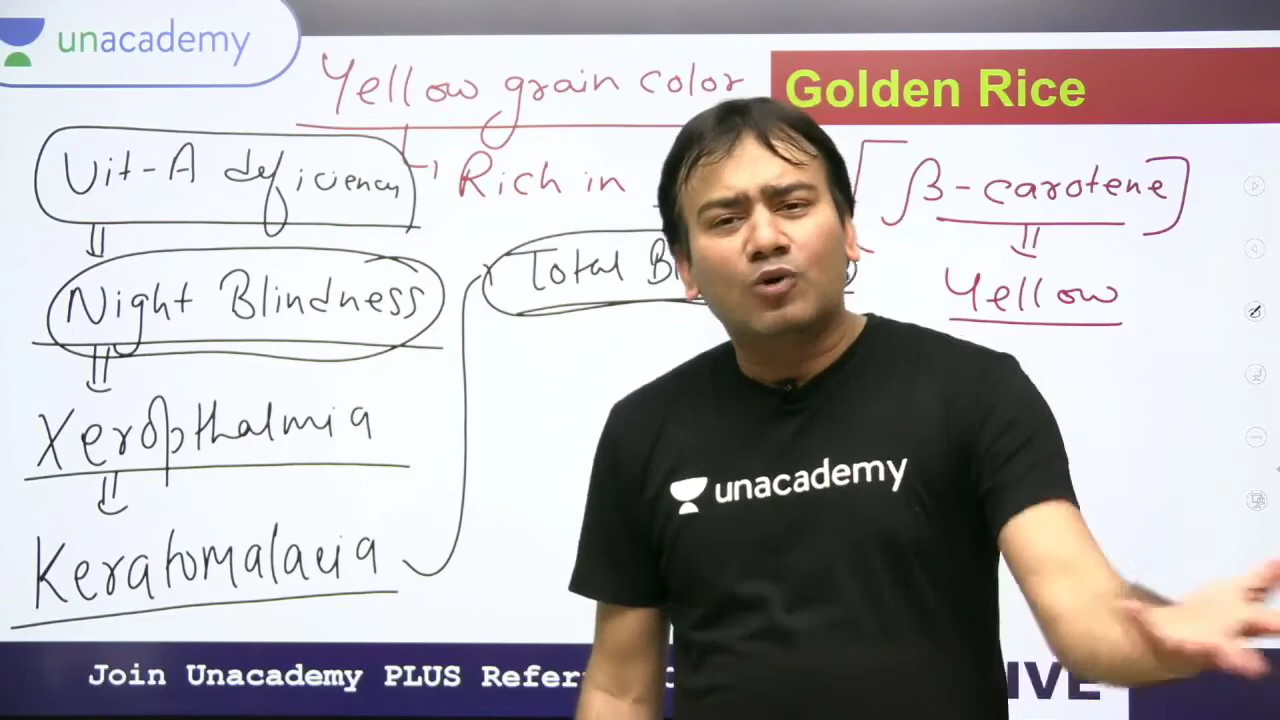 unacademy
Yellow grain color
Golden Rice
Vit-A deficiency
Rich in
β-carotene
Night Blindness
Total
Yellow
Xeropthalmia
unacademy
Keratomalacia
Join Unacademy PLUS Refer